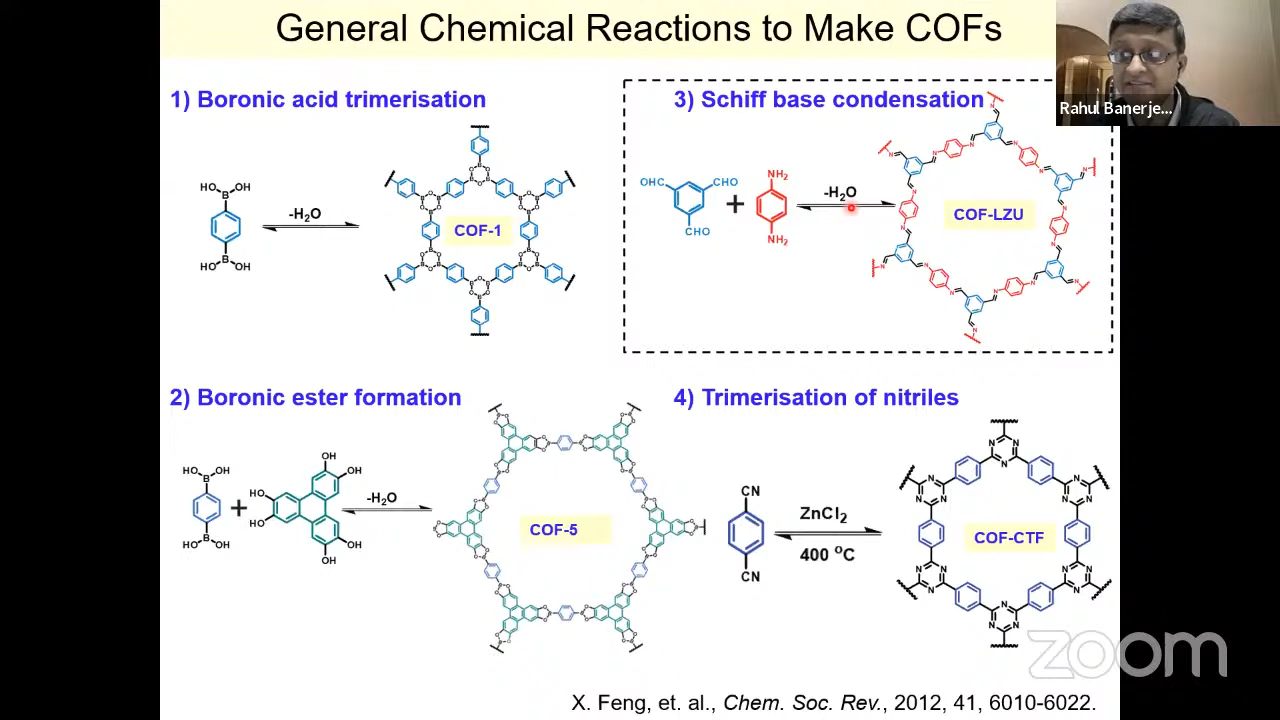 General Chemical Reactions to Make COFs
Rahul Banerje...
1) Boronic acid trimerisation
HO OH
B
-H₂O
B
HO OH
COF-1
3) Schiff base condensation
OHC CHO
CHO
+
NH₂
NH₂
-H₂O
COF-LZU
2) Boronic ester formation
HO OH
B
B
HO OH
+
OH
HO OH
HO OH
OH
-H₂O
COF-5
4) Trimerisation of nitriles
CN
CN
ZnCl₂
400 °C
N N
N
COF-CTF
zoom
X. Feng, et. al., Chem. Soc. Rev., 2012, 41, 6010-6022.